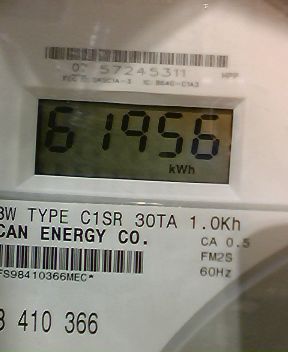 57245311 HPP
61956
kWh
3W TYPE C1SR 30TA 1.0Kh
CAN ENERGY CO.
CA 0.5
FM2S
60Hz
FS98410366MEC*
410 366